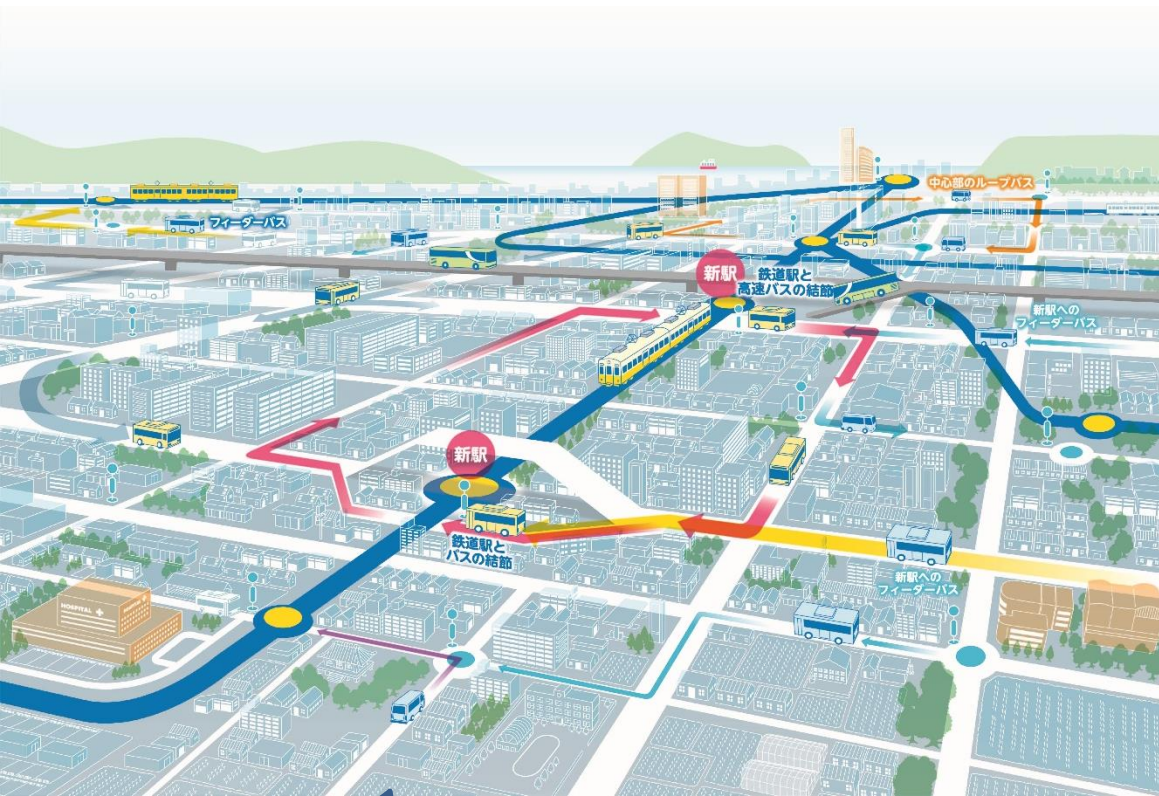 中心部のループバス
フィーダーバス
新駅
鉄道駅と
高速バスの結節
新駅への
フィーダーバス
新駅
鉄道駅と
バスの結節
新駅への
フィーダーバス
HOSPITAL